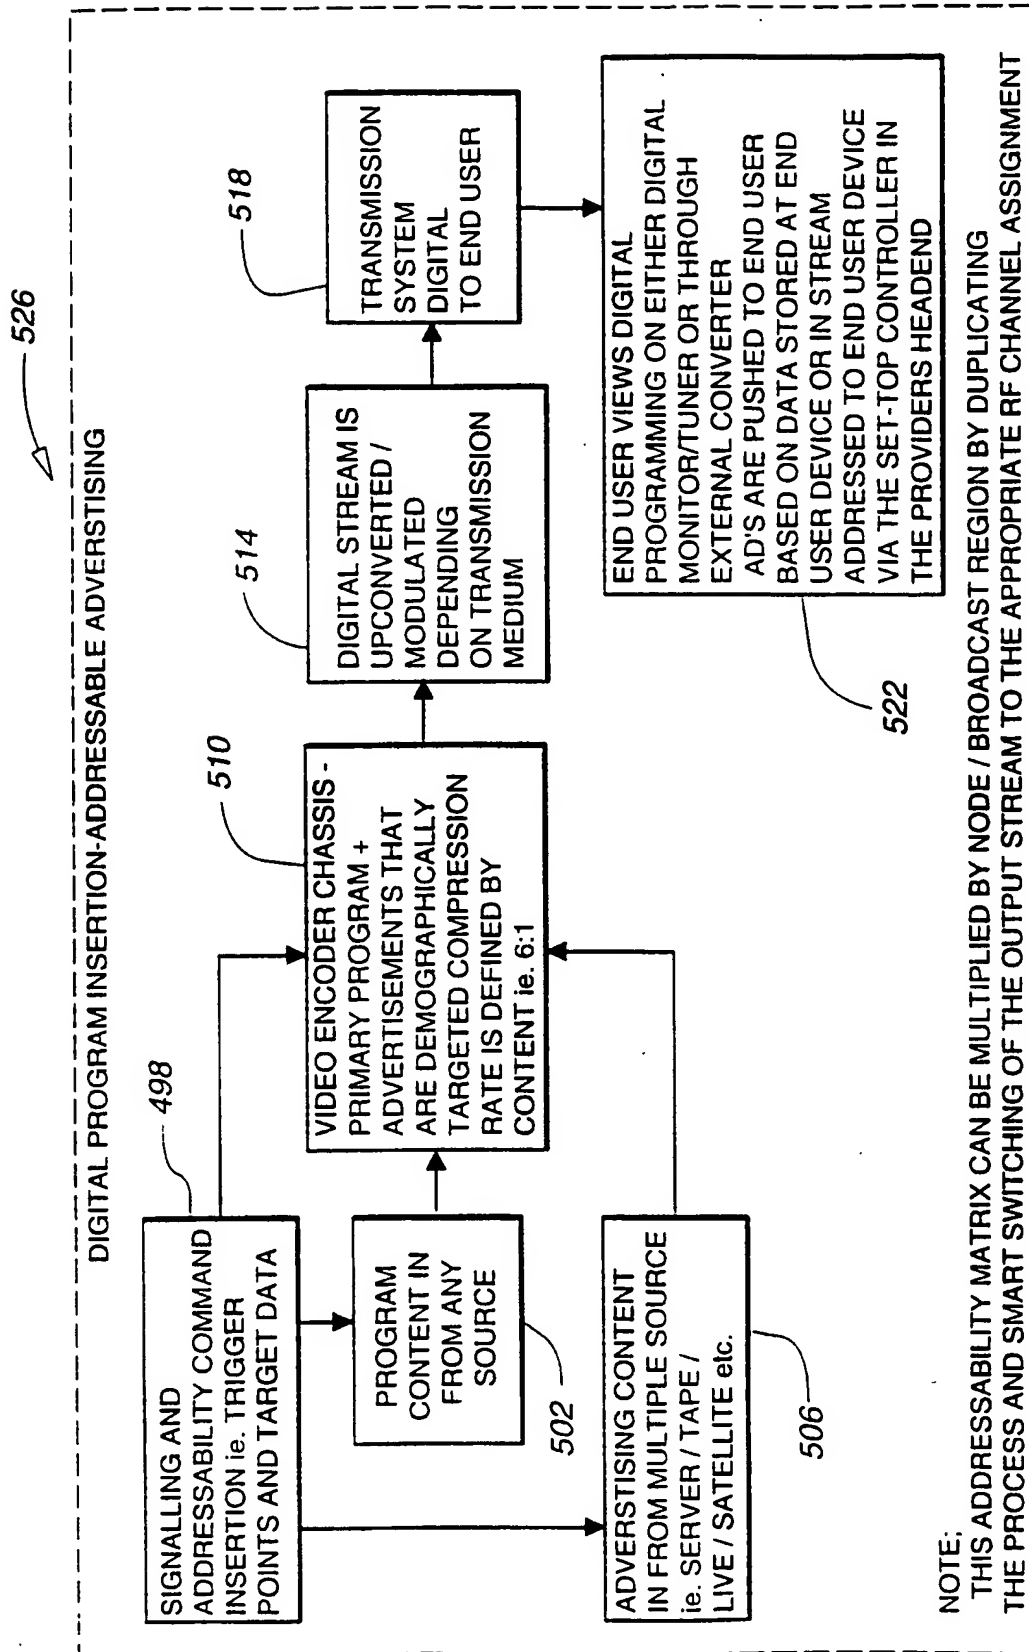 526
DIGITAL PROGRAM INSERTION-ADDRESSABLE ADVERSTISING
498
SIGNALLING AND
ADDRESSABILITY COMMAND
INSERTION ie. TRIGGER
POINTS AND TARGET DATA
PROGRAM
CONTENT IN
FROM ANY
SOURCE
502
ADVERSTISING CONTENT
IN FROM MULTIPLE SOURCE
ie. SERVER / TAPE /
LIVE / SATELLITE etc.
506
510
VIDEO ENCODER CHASSIS -
PRIMARY PROGRAM +
ADVERTISEMENTS THAT
ARE DEMOGRAPHICALLY
TARGETED COMPRESSION
RATE IS DEFINED BY
CONTENT ie. 6:1
514
DIGITAL STREAM IS
UPCONVERTED /
MODULATED
DEPENDING
ON TRANSMISSION
MEDIUM
518
TRANSMISSION
SYSTEM
DIGITAL
TO END USER
END USER VIEWS DIGITAL
PROGRAMMING ON EITHER DIGITAL
MONITOR/TUNER OR THROUGH
EXTERNAL CONVERTER
AD'S ARE PUSHED TO END USER
BASED ON DATA STORED AT END
USER DEVICE OR IN STREAM
ADDRESSED TO END USER DEVICE
VIA THE SET-TOP CONTROLLER IN
THE PROVIDERS HEADEND
522
NOTE;
THIS ADDRESSABILITY MATRIX CAN BE MULTIPLIED BY NODE / BROADCAST REGION BY DUPLICATING
THE PROCESS AND SMART SWITCHING OF THE OUTPUT STREAM TO THE APPROPRIATE RF CHANNEL ASSIGNMENT